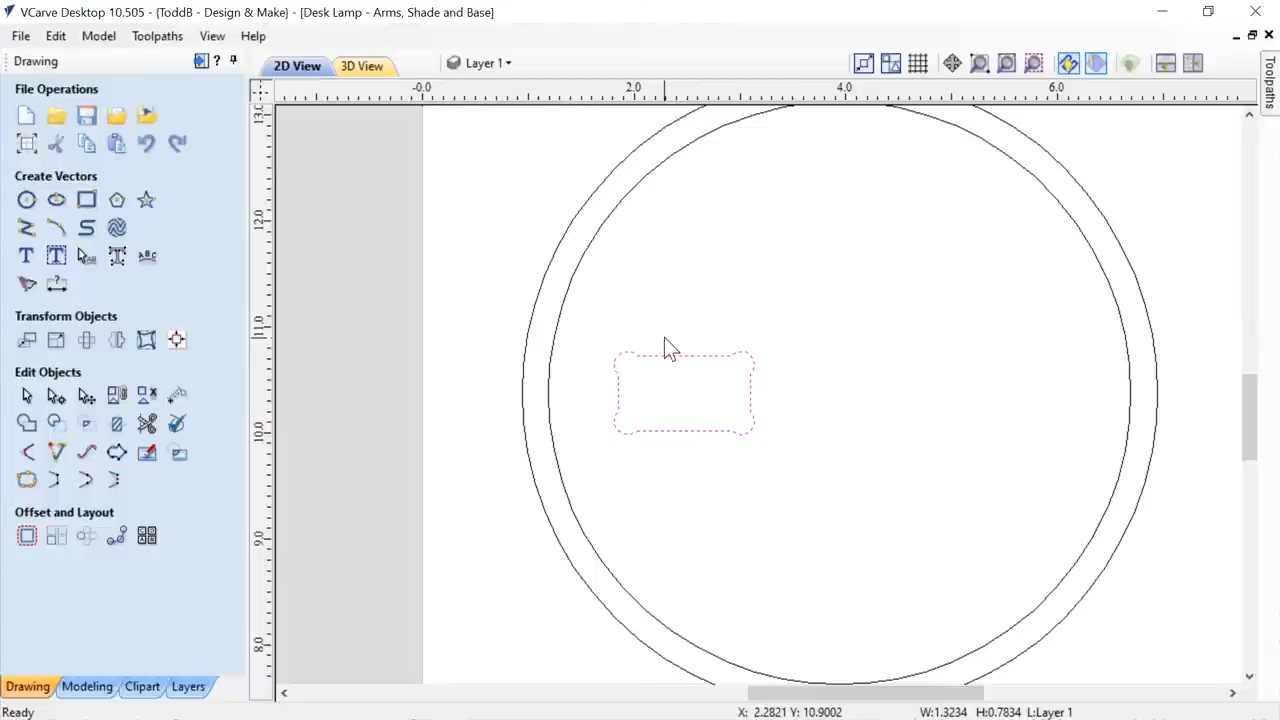 VCarve Desktop 10.505 - {ToddB - Design & Make} - [Desk Lamp - Arms, Shade and Base]
File Edit Model Toolpaths View Help
Drawing
2D View 3D View Layer 1
File Operations
-0.0 2.0 4.0 6.0
Toolpaths
13.0
12.0
11.0
10.0
9.0
8.0
Create Vectors
Transform Objects
Edit Objects
Offset and Layout
Drawing Modeling Clipart Layers
Ready X: 2.2821 Y: 10.9002 W:1.3234 H:0.7834 L:Layer 1